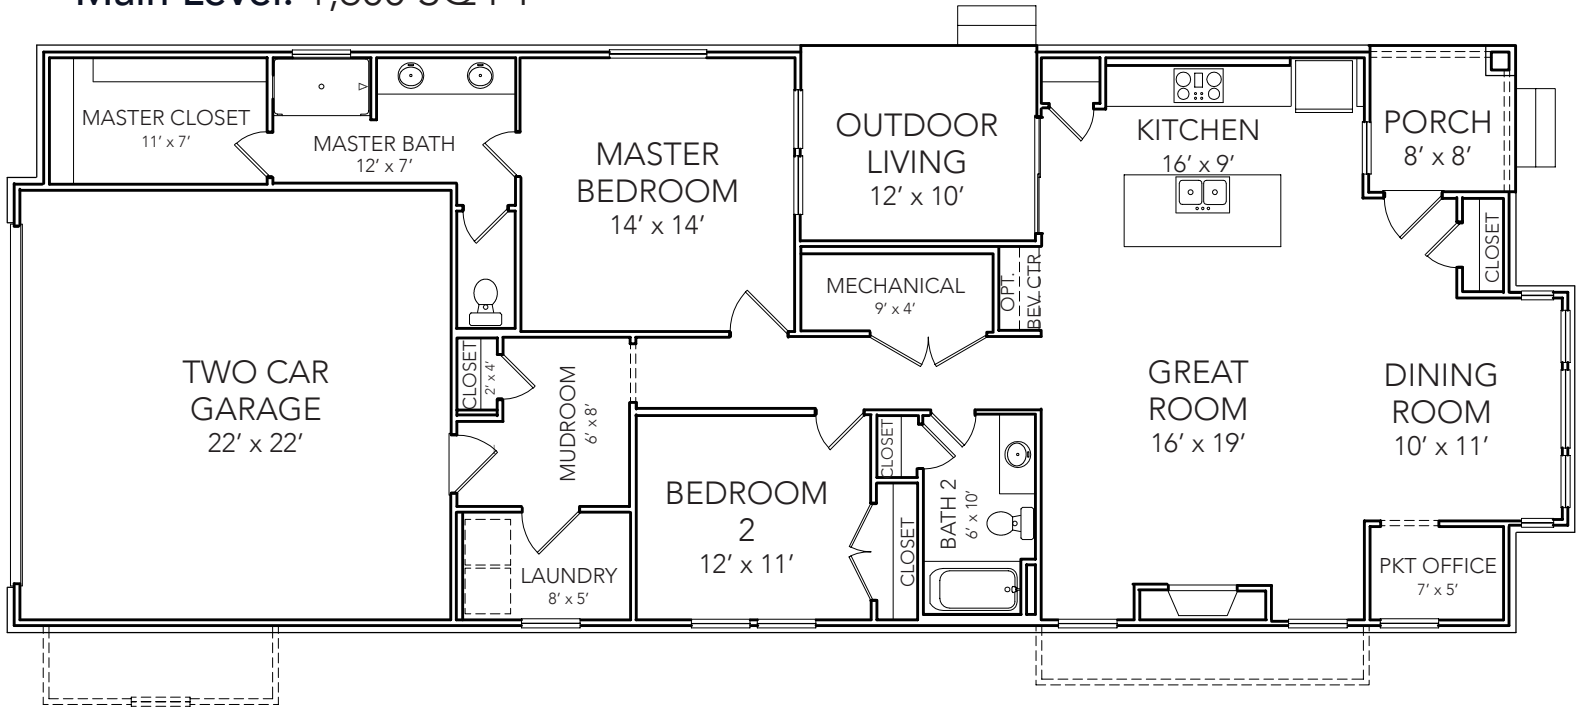 MASTER CLOSET
11’ x 7’
MASTER BATH
12’ x 7’
MASTER
BEDROOM
14’ x 14’
OUTDOOR
LIVING
12’ x 10’
KITCHEN
16’ x 9’
PORCH
8’ x 8’
CLOSET
MECHANICAL
9’ x 4’
OPT.
BEV. CTR.
TWO CAR
GARAGE
22’ x 22’
CLOSET
2’ x 4’
MUDROOM
6’ x 8’
GREAT
ROOM
16’ x 19’
DINING
ROOM
10’ x 11’
BEDROOM
2
12’ x 11’
CLOSET
CLOSET
BATH 2
6’ x 10’
LAUNDRY
8’ x 5’
PKT OFFICE
7’ x 5’